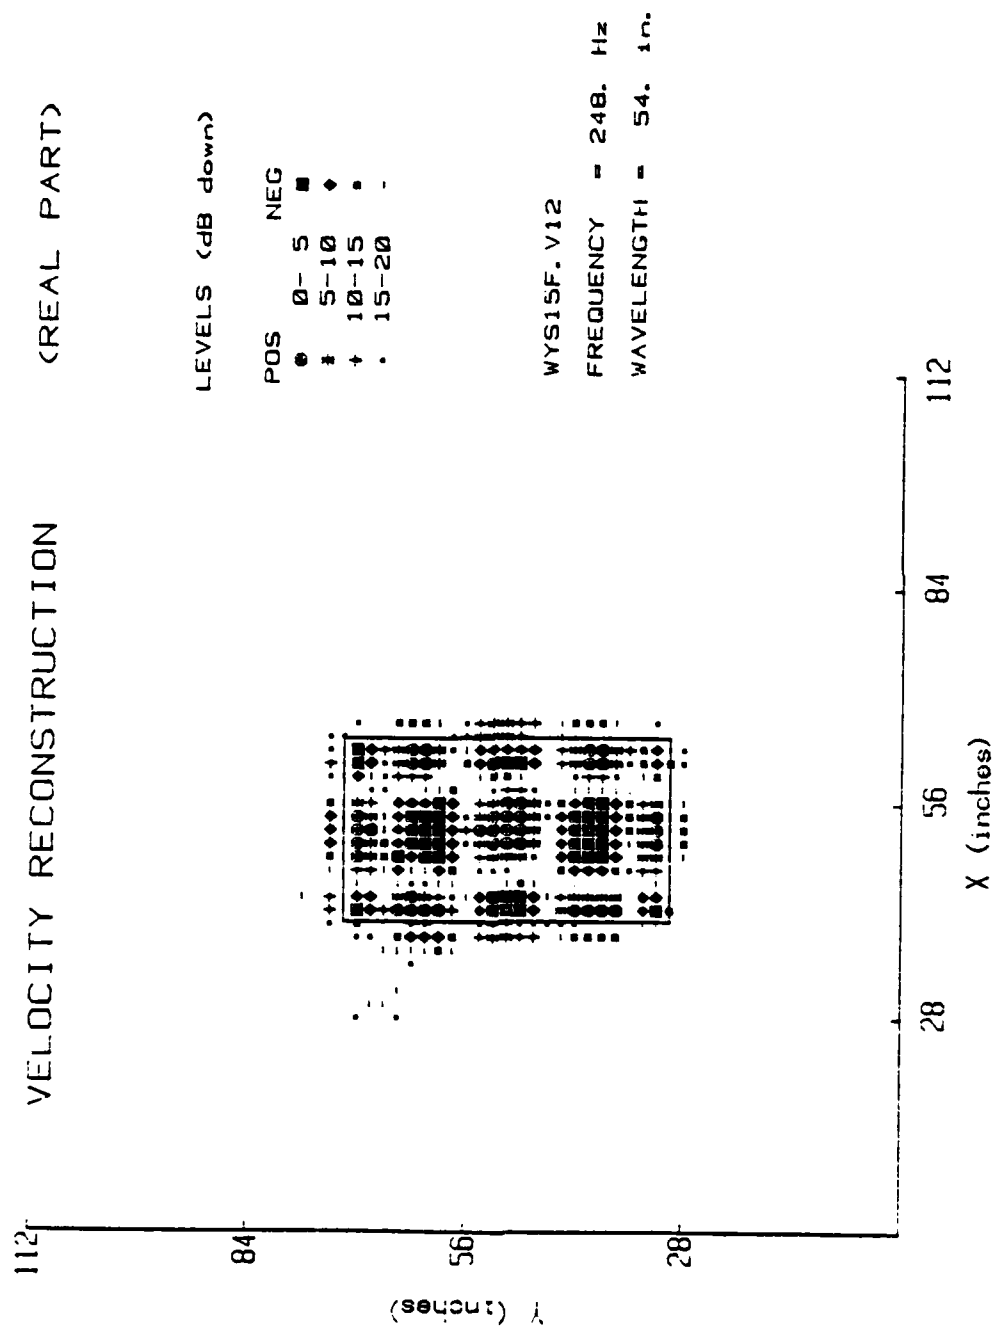 VELOCITY RECONSTRUCTION (REAL PART)
LEVELS (dB down)
POS NEG
0- 5
5-10
10-15
15-20
WYS15F.V12
FREQUENCY = 248. Hz
WAVELENGTH = 54. in.
112
84
56
28
Y (inches)
28
56
84
112
X (inches)